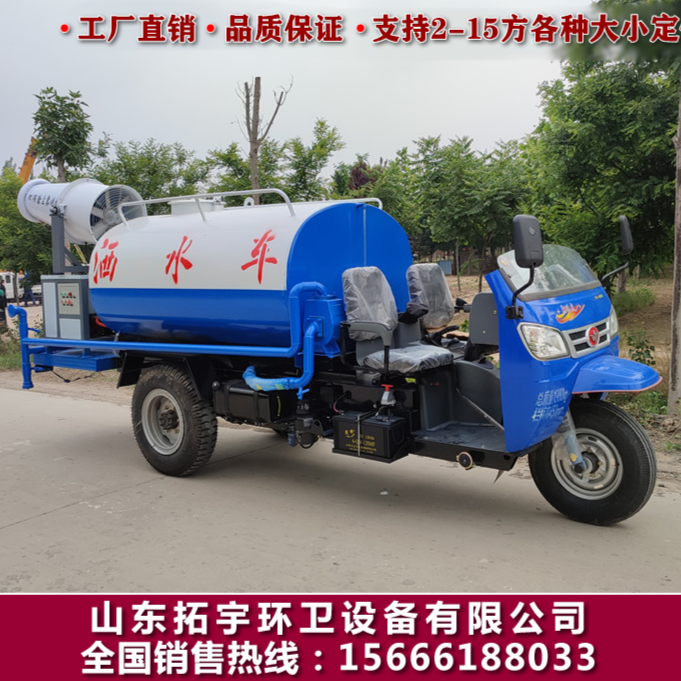 ·工厂直销 ·品质保证 ·支持2-15方各种大小定
洒水车
山东拓宇环卫设备有限公司
全国销售热线：15666188033